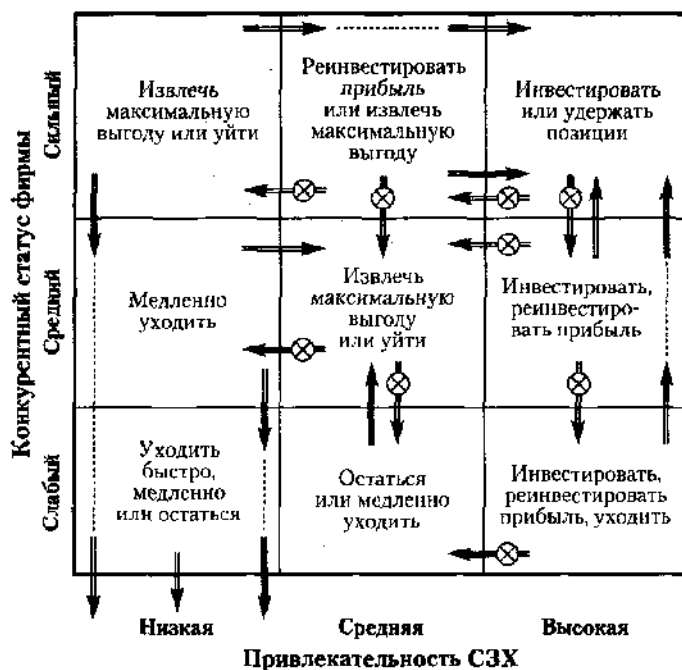 Конкурентный статус фирмы
Сильный
Извлечь
максимальную
выгоду или уйти
Реинвестировать
прибыль
или извлечь
максимальную
выгоду
Инвестировать
или удержать
позиции
Средний
Медленно
уходить
Извлечь
максимальную
выгоду
или уйти
Инвестировать,
реинвестиро-
вать прибыль
Слабый
Уходить
быстро,
медленно
или остаться
Остаться
или медленно
уходить
Инвестировать,
реинвестировать
прибыль, уходить
Низкая
Средняя
Высокая
Привлекательность СЗХ